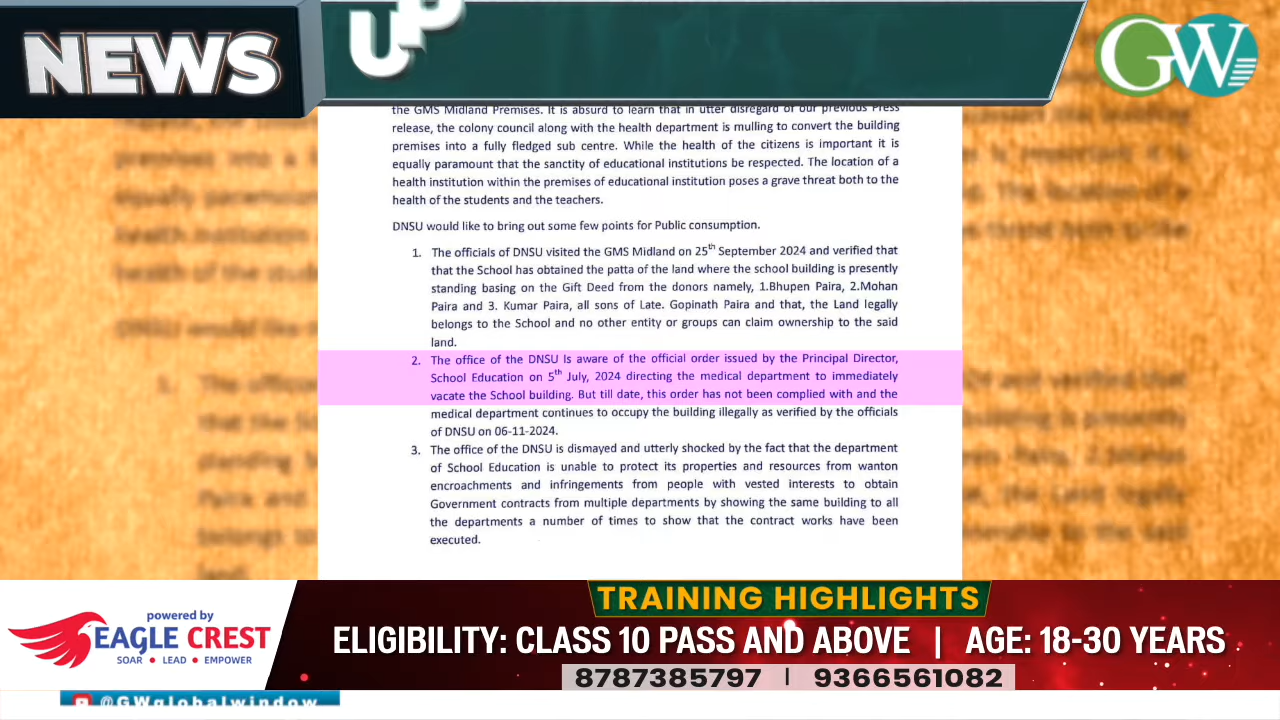 NEWS
UP
GW
the GMS Midland Premises. It is absurd to learn that in utter disregard of our previous Press
release, the colony council along with the health department is mulling to convert the building
premises into a fully fledged sub centre. While the health of the citizens is important it is
equally paramount that the sanctity of educational institutions be respected. The location of a
health institution within the premises of educational institution poses a grave threat both to the
health of the students and the teachers.
DNSU would like to bring out some few points for Public consumption.
1. The officials of DNSU visited the GMS Midland on 25th September 2024 and verified that
that the School has obtained the patta of the land where the school building is presently
standing basing on the Gift Deed from the donors namely, 1.Bhupen Paira, 2.Mohan
Paira and 3. Kumar Paira, all sons of Late. Gopinath Paira and that, the Land legally
belongs to the School and no other entity or groups can claim ownership to the said
land.
2. The office of the DNSU Is aware of the official order issued by the Principal Director,
School Education on 5th July, 2024 directing the medical department to immediately
vacate the School building. But till date, this order has not been complied with and the
medical department continues to occupy the building illegally as verified by the officials
of DNSU on 06-11-2024.
3. The office of the DNSU is dismayed and utterly shocked by the fact that the department
of School Education is unable to protect its properties and resources from wanton
encroachments and infringements from people with vested interests to obtain
Government contracts from multiple departments by showing the same building to all
the departments a number of times to show that the contract works have been
executed.
TRAINING HIGHLIGHTS
powered by
EAGLE CREST
SOAR • LEAD • EMPOWER
ELIGIBILITY: CLASS 10 PASS AND ABOVE | AGE: 18-30 YEARS
8787385797 | 9366561082
@GWglobalwindow